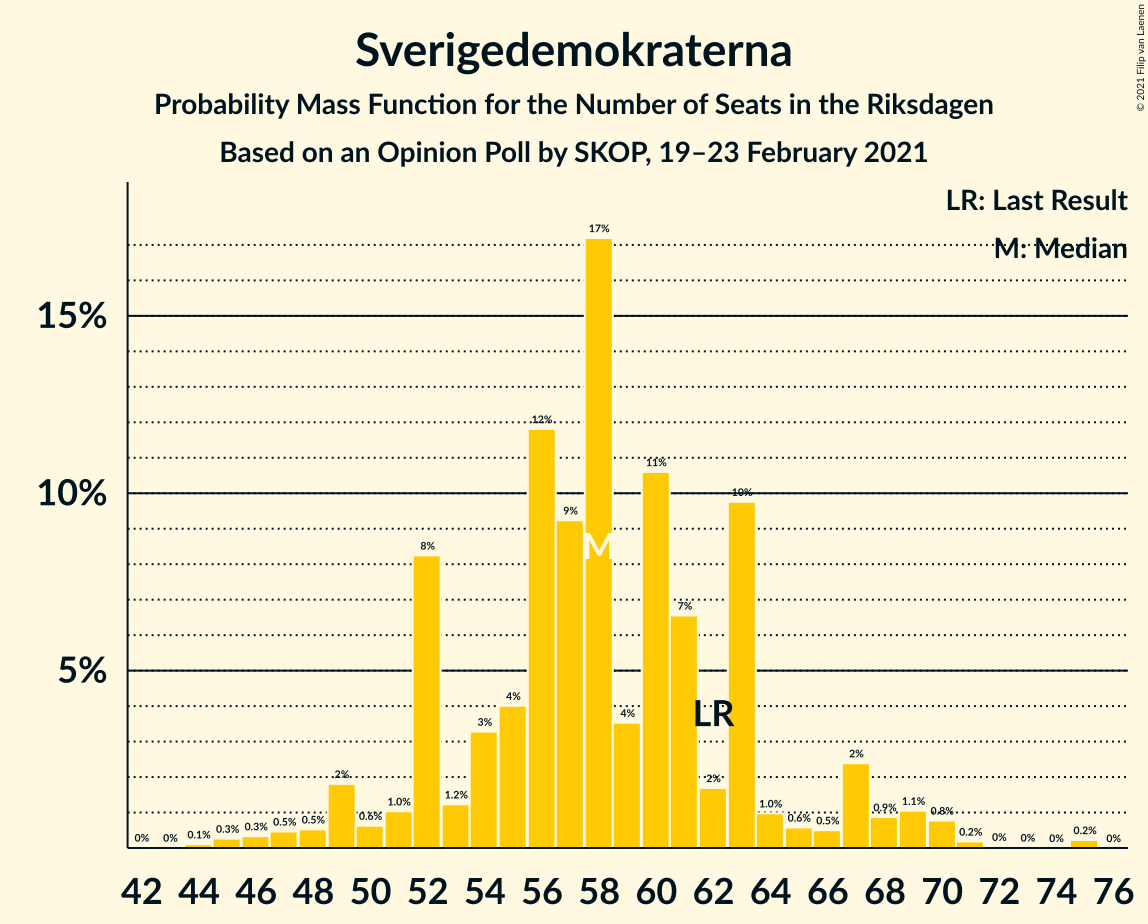 Sverigedemokraterna
Probability Mass Function for the Number of Seats in the Riksdagen
Based on an Opinion Poll by SKOP, 19–23 February 2021
© 2021 Filip van Laenen
LR: Last Result
M: Median
15%
10%
5%
0% 0% 0.1% 0.3% 0.3% 0.5% 0.5% 2% 0.6% 1.0% 8% 1.2% 3% 4% 12% 9% 17% 4% 11% 7% 2% 10% 1.0% 0.6% 0.5% 2% 0.9% 1.1% 0.8% 0.2% 0% 0% 0% 0.2% 0%
M
LR
42 44 46 48 50 52 54 56 58 60 62 64 66 68 70 72 74 76